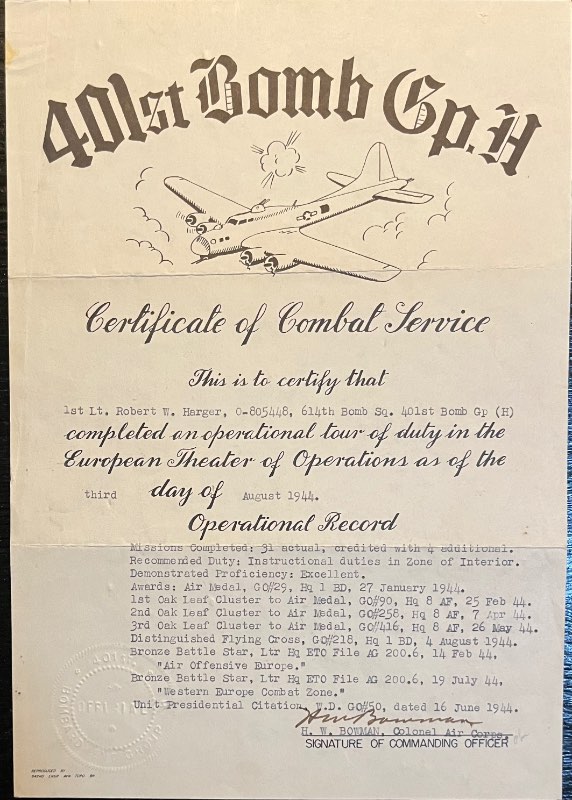 401st Bomb Gp. H
Certificate of Combat Service
This is to certify that
1st Lt. Robert W. Harger, O-805448, 614th Bomb Sq. 401st Bomb Gp (H)
completed an operational tour of duty in the
European Theater of Operations as of the
third day of August 1944.
Operational Record
Missions Completed: 31 actual, credited with 4 additional.
Recommended Duty: Instructional duties in Zone of Interior.
Demonstrated Proficiency: Excellent.
Awards: Air Medal, GO#29, Hq 1 BD, 27 January 1944.
1st Oak Leaf Cluster to Air Medal, GO#90, Hq 8 AF, 25 Feb 44.
2nd Oak Leaf Cluster to Air Medal, GO#258, Hq 8 AF, 7 Apr 44.
3rd Oak Leaf Cluster to Air Medal, GO#416, Hq 8 AF, 26 May 44.
Distinguished Flying Cross, GO#218, Hq 1 BD, 4 August 1944.
Bronze Battle Star, Ltr Hq ETO File AG 200.6, 14 Feb 44,
"Air Offensive Europe."
Bronze Battle Star, Ltr Hq ETO File AG 200.6, 19 July 44,
"Western Europe Combat Zone."
Unit Presidential Citation, W.D. GO#50, dated 16 June 1944.
HW Bowman
H. W. BOWMAN, Colonel Air Corps.
SIGNATURE OF COMMANDING OFFICER
REPRODUCED BY